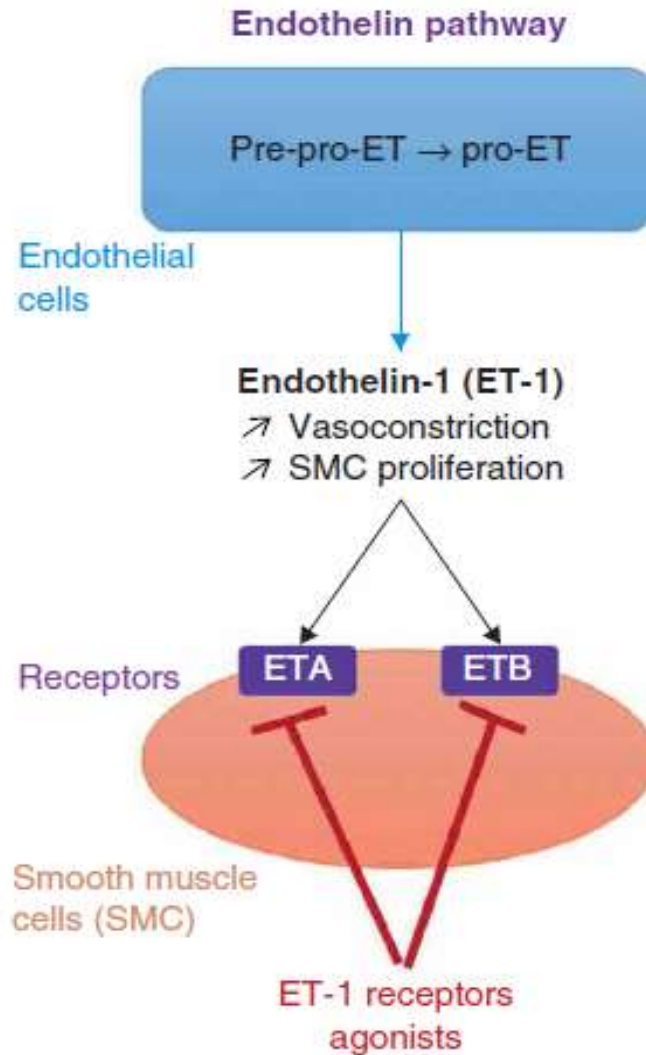 Endothelin pathway
Pre-pro-ET → pro-ET
Endothelial
cells
Endothelin-1 (ET-1)
↗ Vasoconstriction
↗ SMC proliferation
ETA
ETB
Receptors
Smooth muscle
cells (SMC)
ET-1 receptors
agonists